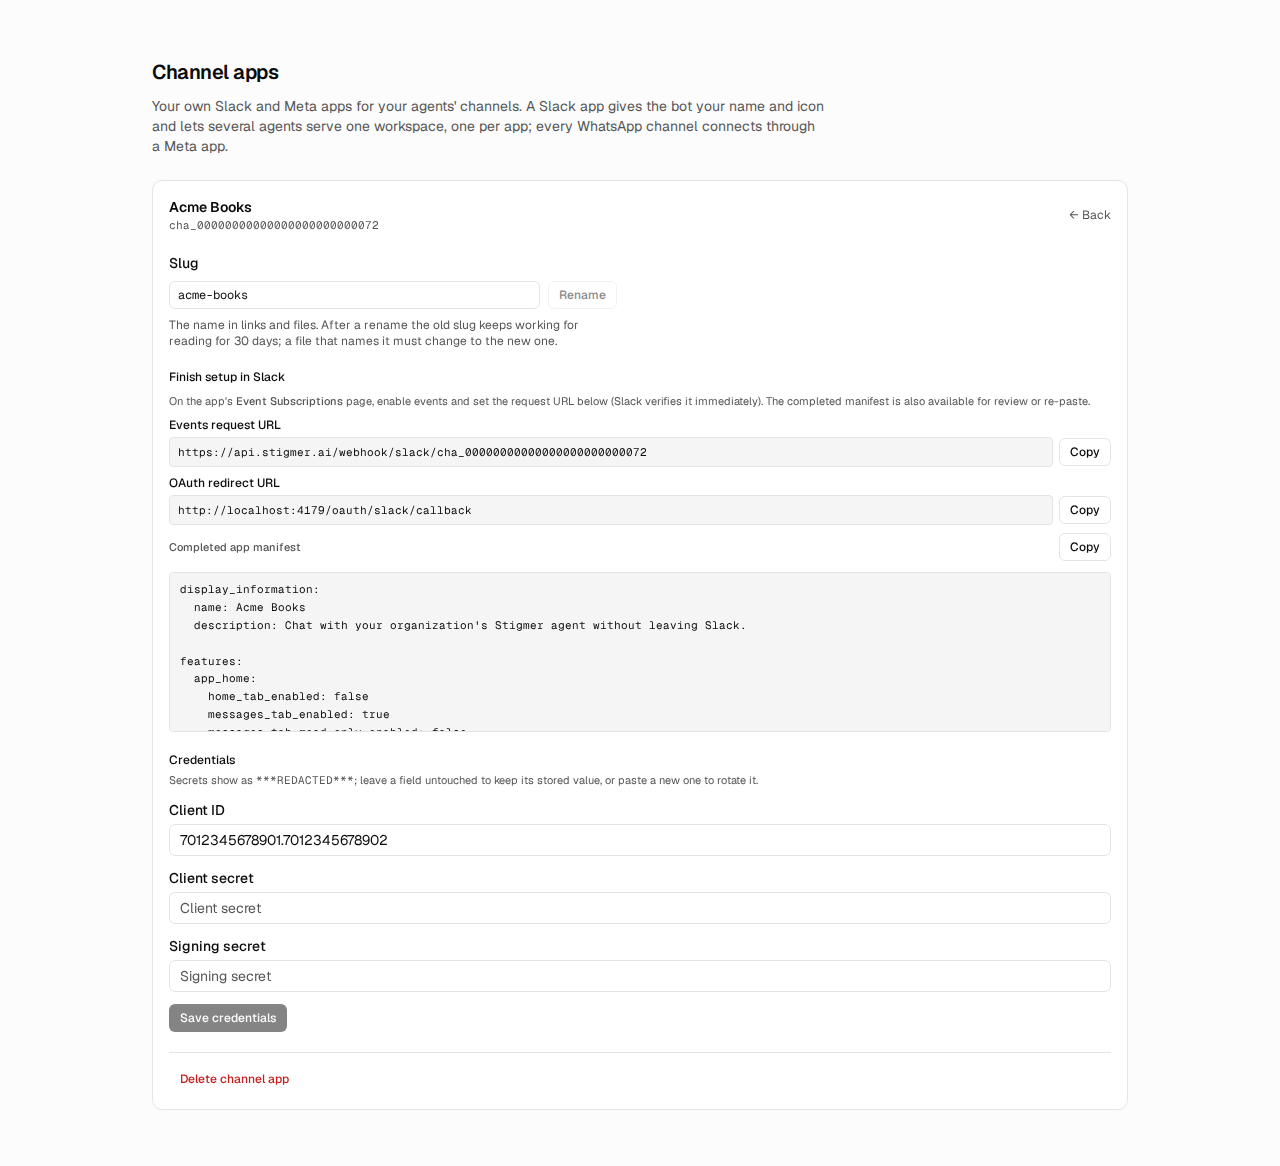 Channel apps
Your own Slack and Meta apps for your agents' channels. A Slack app gives the bot your name and icon
and lets several agents serve one workspace, one per app; every WhatsApp channel connects through
a Meta app.
Acme Books
cha_00000000000000000000000072
← Back
Slug
acme-books
Rename
The name in links and files. After a rename the old slug keeps working for
reading for 30 days; a file that names it must change to the new one.
Finish setup in Slack
On the app's Event Subscriptions page, enable events and set the request URL below (Slack verifies it immediately). The completed manifest is also available for review or re-paste.
Events request URL
https://api.stigmer.ai/webhook/slack/cha_00000000000000000000000072
Copy
OAuth redirect URL
http://localhost:4179/oauth/slack/callback
Copy
Completed app manifest
Copy
display_information:
  name: Acme Books
  description: Chat with your organization's Stigmer agent without leaving Slack.
features:
  app_home:
    home_tab_enabled: false
    messages_tab_enabled: true
    messages_tab_read_only_enabled: false
Credentials
Secrets show as ***REDACTED***; leave a field untouched to keep its stored value, or paste a new one to rotate it.
Client ID
7012345678901.7012345678902
Client secret
Client secret
Signing secret
Signing secret
Save credentials
Delete channel app